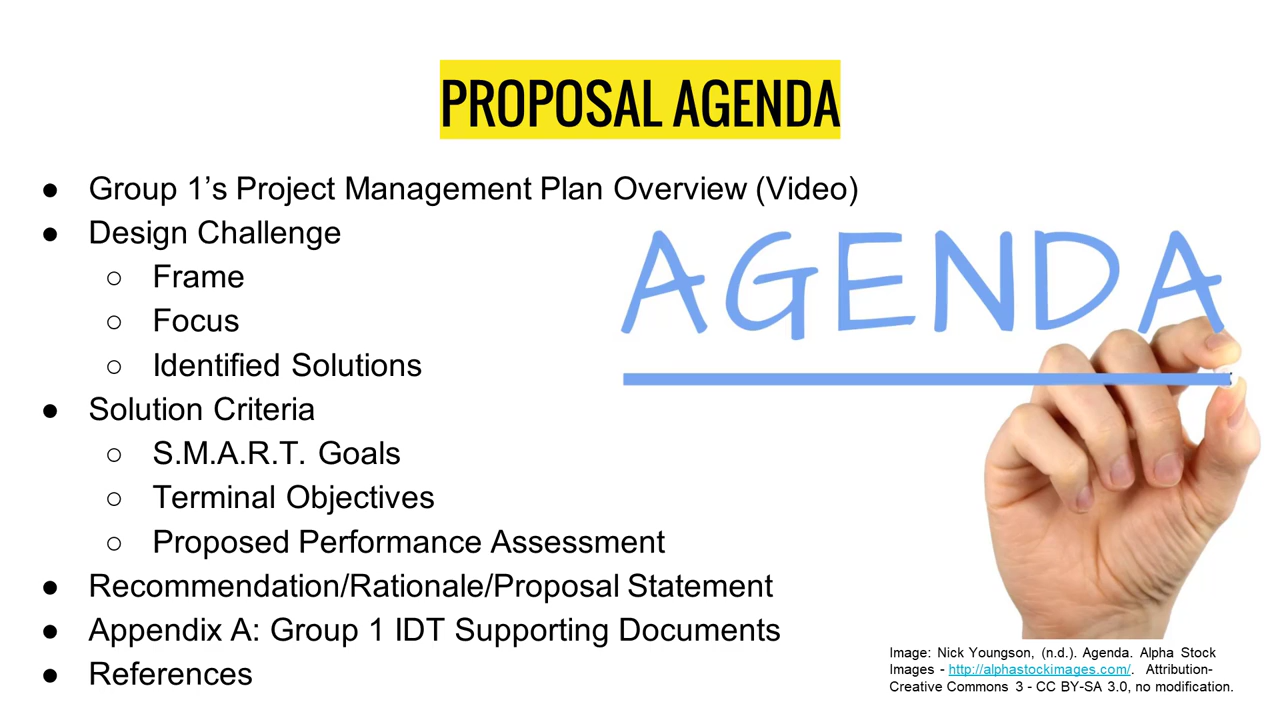 PROPOSAL AGENDA
● Group 1’s Project Management Plan Overview (Video)
● Design Challenge
○ Frame
○ Focus
○ Identified Solutions
● Solution Criteria
○ S.M.A.R.T. Goals
○ Terminal Objectives
○ Proposed Performance Assessment
● Recommendation/Rationale/Proposal Statement
● Appendix A: Group 1 IDT Supporting Documents
● References
AGENDA
Image: Nick Youngson, (n.d.). Agenda. Alpha Stock
Images - http://alphastockimages.com/. Attribution-
Creative Commons 3 - CC BY-SA 3.0, no modification.